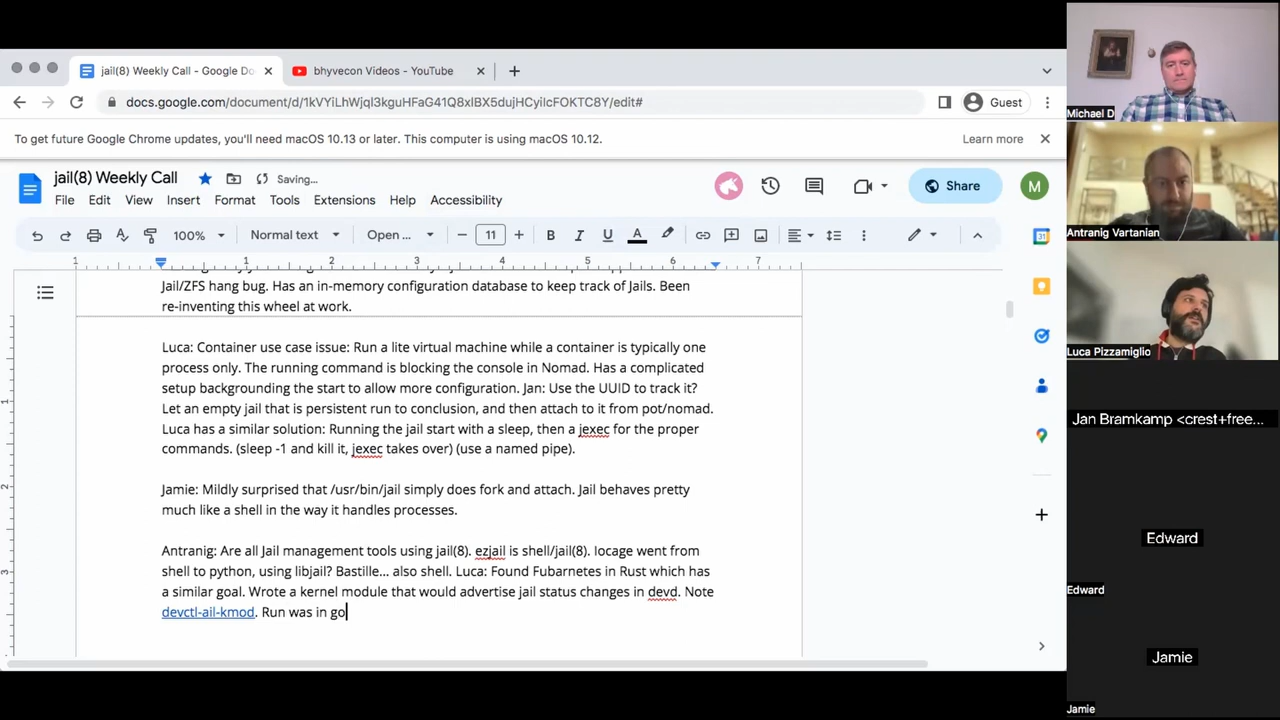 jail(8) Weekly Call - Google Do
bhyvecon Videos - YouTube
docs.google.com/document/d/1kVYiLhWjql3kguHFaG41Q8xlBX5dujHCyiIcFOKTC8Y/edit#
Guest
To get future Google Chrome updates, you'll need macOS 10.13 or later. This computer is using macOS 10.12.
Learn more
jail(8) Weekly Call
Saving...
Share
M
File Edit View Insert Format Tools Extensions Help Accessibility
100% Normal text Open ... 11 B I U A
1 1 2 3 4 5 6 7
Jail/ZFS hang bug. Has an in-memory configuration database to keep track of Jails. Been
re-inventing this wheel at work.
Luca: Container use case issue: Run a lite virtual machine while a container is typically one
process only. The running command is blocking the console in Nomad. Has a complicated
setup backgrounding the start to allow more configuration. Jan: Use the UUID to track it?
Let an empty jail that is persistent run to conclusion, and then attach to it from pot/nomad.
Luca has a similar solution: Running the jail start with a sleep, then a jexec for the proper
commands. (sleep -1 and kill it, jexec takes over) (use a named pipe).
Jamie: Mildly surprised that /usr/bin/jail simply does fork and attach. Jail behaves pretty
much like a shell in the way it handles processes.
Antranig: Are all Jail management tools using jail(8). ezjail is shell/jail(8). Iocage went from
shell to python, using libjail? Bastille... also shell. Luca: Found Fubarnetes in Rust which has
a similar goal. Wrote a kernel module that would advertise jail status changes in devd. Note
devctl-ail-kmod. Run was in go
1
2
3
Michael D
Antranig Vartanian
Luca Pizzamiglio
Jan Bramkamp <crest+free...
Edward
Edward
Jamie
Jamie